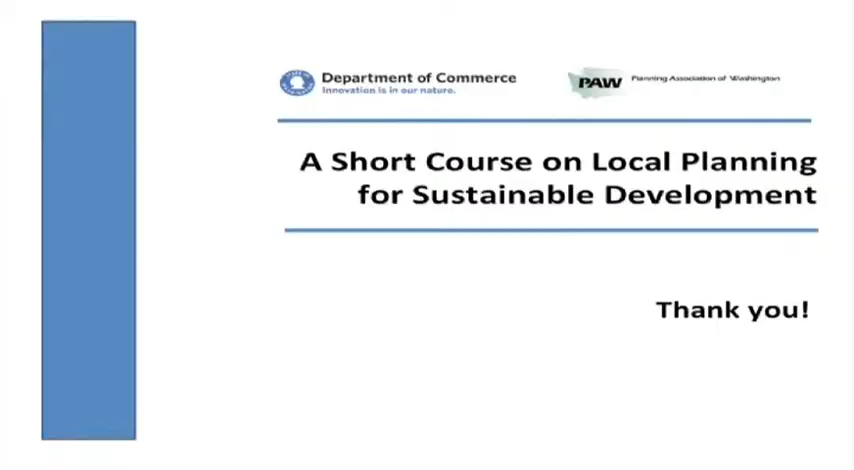 Department of Commerce
Innovation is in our nature.
PAW
Planning Association of Washington
A Short Course on Local Planning
for Sustainable Development
Thank you!